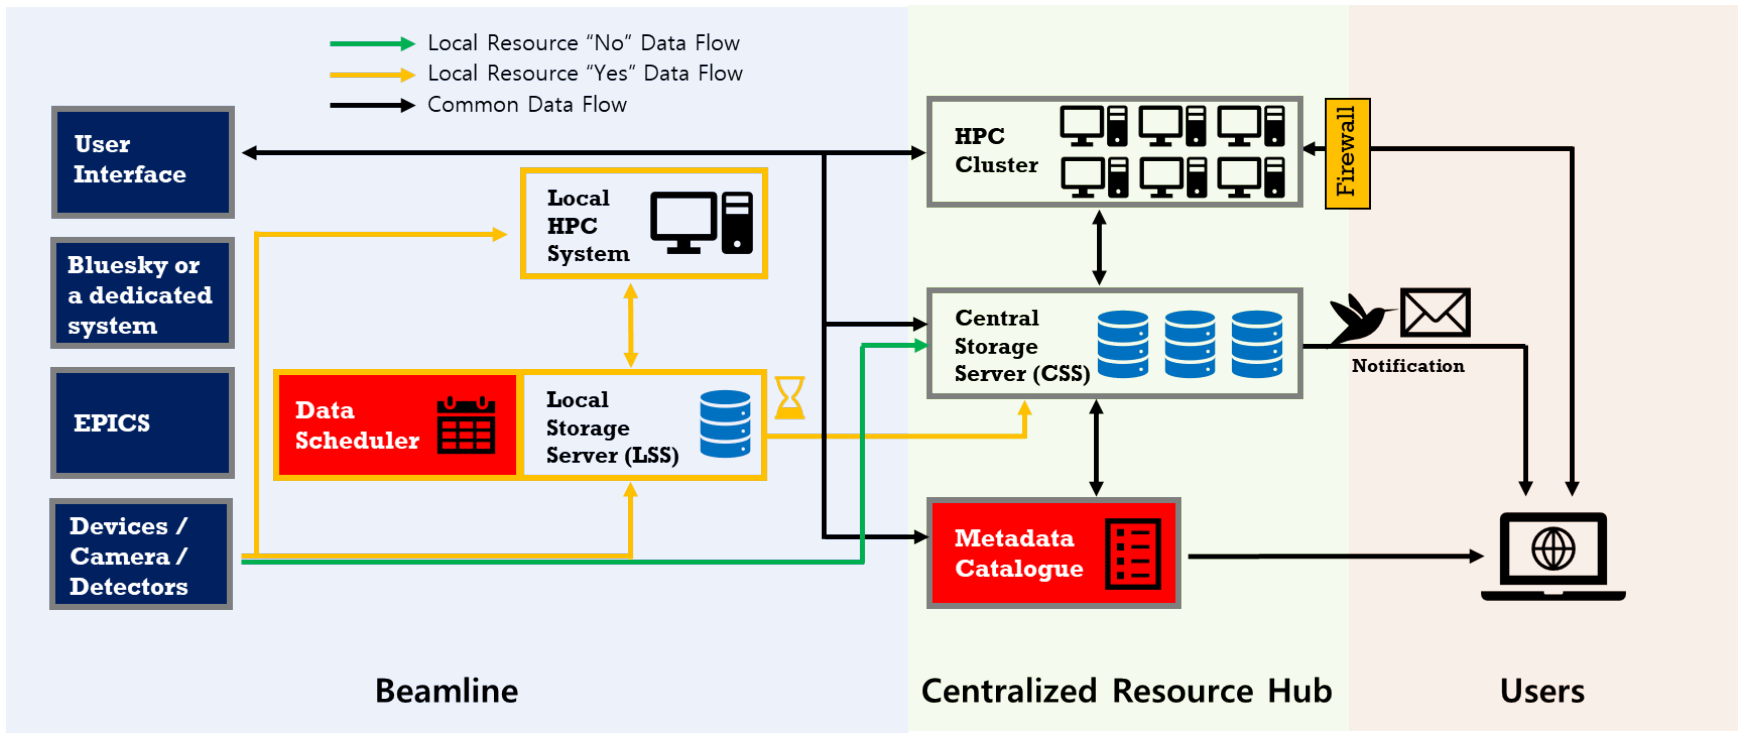 Local Resource “No” Data Flow
Local Resource “Yes” Data Flow
Common Data Flow
User
Interface
Bluesky or
a dedicated
system
EPICS
Devices /
Camera /
Detectors
Local
HPC
System
Data
Scheduler
Local
Storage
Server (LSS)
HPC
Cluster
Firewall
Central
Storage
Server (CSS)
Notification
Metadata
Catalogue
Beamline
Centralized Resource Hub
Users